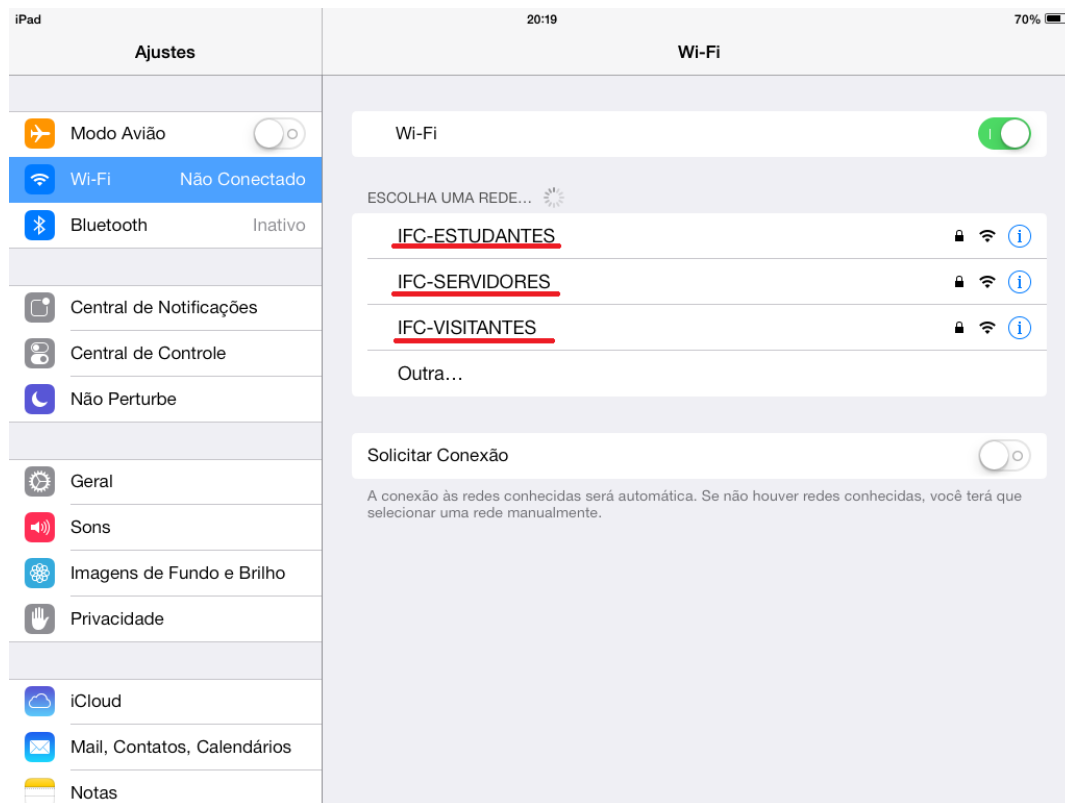 iPad 20:19 70%
Ajustes
Modo Avião
Wi-Fi Não Conectado
Bluetooth Inativo
Central de Notificações
Central de Controle
Não Perturbe
Geral
Sons
Imagens de Fundo e Brilho
Privacidade
iCloud
Mail, Contatos, Calendários
Notas
Wi-Fi
Wi-Fi
ESCOLHA UMA REDE...
IFC-ESTUDANTES
IFC-SERVIDORES
IFC-VISITANTES
Outra...
Solicitar Conexão
A conexão às redes conhecidas será automática. Se não houver redes conhecidas, você terá que
selecionar uma rede manualmente.